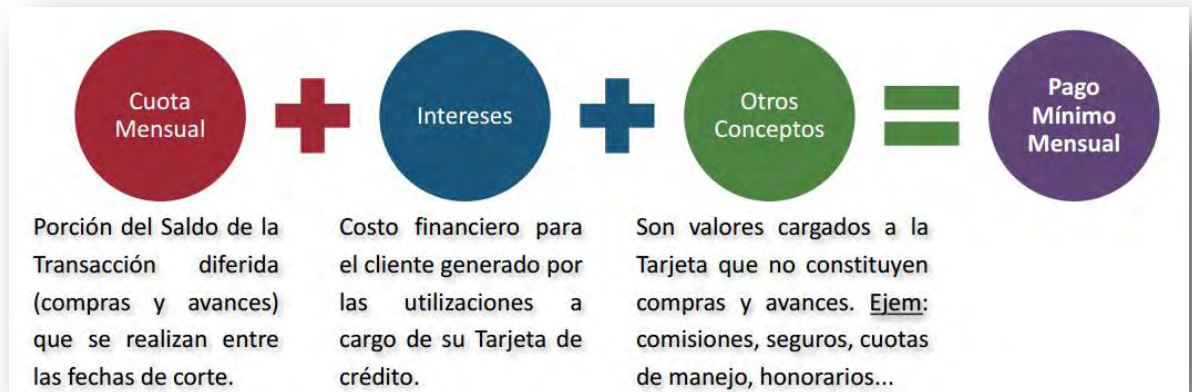 Cuota
Mensual
Intereses
Otros
Conceptos
Pago
Mínimo
Mensual
Porción del Saldo de la
Transacción diferida
(compras y avances)
que se realizan entre
las fechas de corte.
Costo financiero para
el cliente generado por
las utilizaciones a
cargo de su Tarjeta de
crédito.
Son valores cargados a la
Tarjeta que no constituyen
compras y avances. Ejem:
comisiones, seguros, cuotas
de manejo, honorarios...